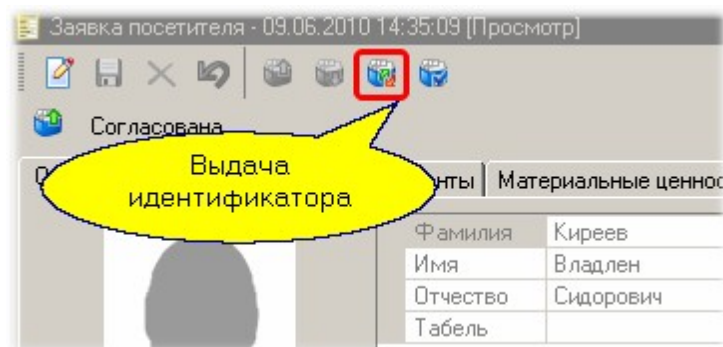 Заявка посетителя - 09.06.2010 14:35:09 [Просмотр]
Согласована
Выдача
идентификатора
Материальные ценнос
Фамилия Киреев
Имя Владлен
Отчество Сидорович
Табель